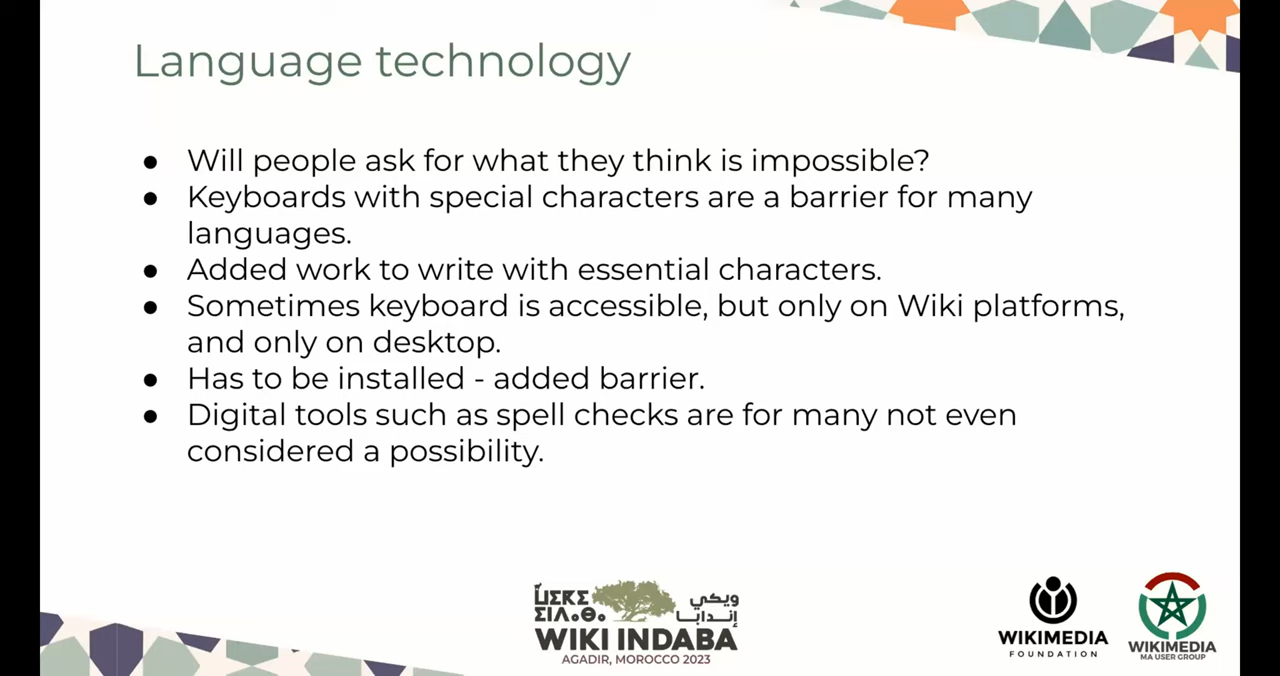 Language technology
● Will people ask for what they think is impossible?
● Keyboards with special characters are a barrier for many
languages.
● Added work to write with essential characters.
● Sometimes keyboard is accessible, but only on Wiki platforms,
and only on desktop.
● Has to be installed - added barrier.
● Digital tools such as spell checks are for many not even
considered a possibility.
ويكي
ⵉⵏⴷⴰⴱⴰ
إندابا
WIKI INDABA
AGADIR, MOROCCO 2023
WIKIMEDIA
FOUNDATION
WIKIMEDIA
MA USER GROUP